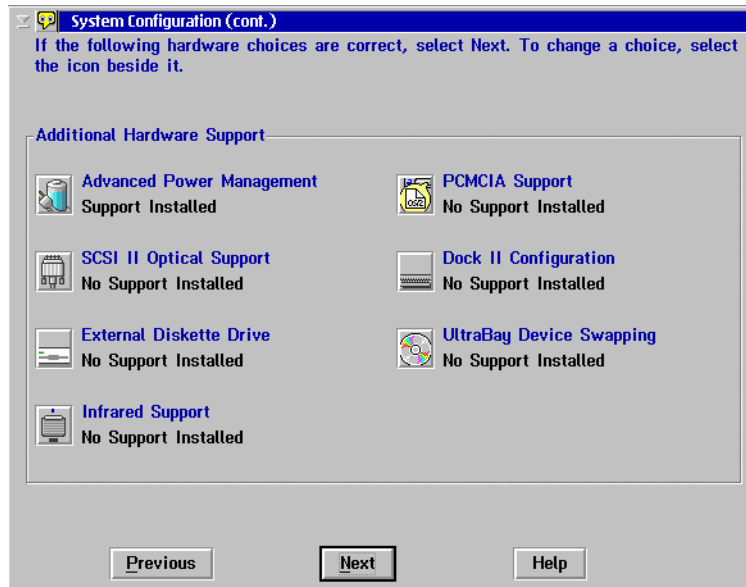 System Configuration (cont.)
If the following hardware choices are correct, select Next. To change a choice, select
the icon beside it.
Additional Hardware Support
Advanced Power Management
Support Installed
PCMCIA Support
No Support Installed
SCSI II Optical Support
No Support Installed
Dock II Configuration
No Support Installed
External Diskette Drive
No Support Installed
UltraBay Device Swapping
No Support Installed
Infrared Support
No Support Installed
Previous
Next
Help